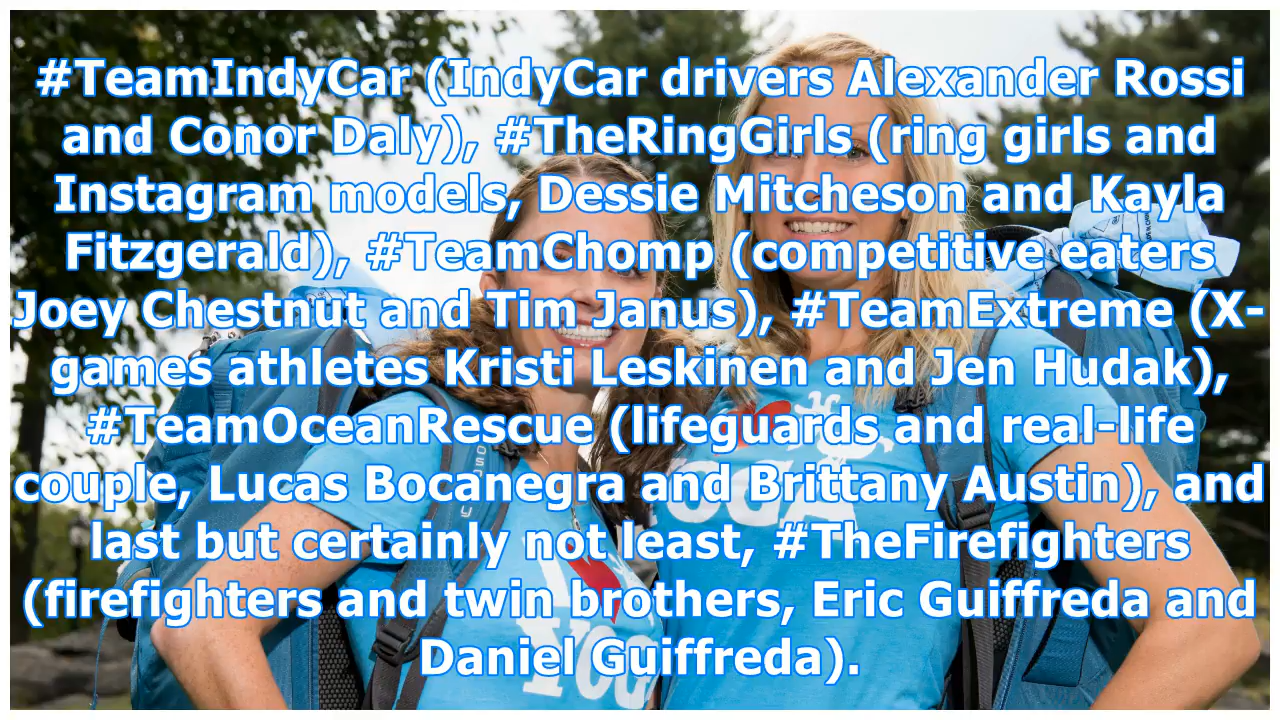 #TeamIndyCar (IndyCar drivers Alexander Rossi
and Conor Daly), #TheRingGirls (ring girls and
Instagram models, Dessie Mitcheson and Kayla
Fitzgerald), #TeamChomp (competitive eaters
Joey Chestnut and Tim Janus), #TeamExtreme (X-
games athletes Kristi Leskinen and Jen Hudak),
#TeamOceanRescue (lifeguards and real-life
couple, Lucas Bocanegra and Brittany Austin), and
last but certainly not least, #TheFirefighters
(firefighters and twin brothers, Eric Guiffreda and
Daniel Guiffreda).
YOGA
I
YOG